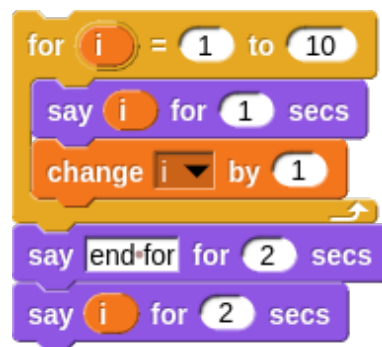 for i = 1 to 10
say i for 1 secs
change i by 1
say end for for 2 secs
say i for 2 secs